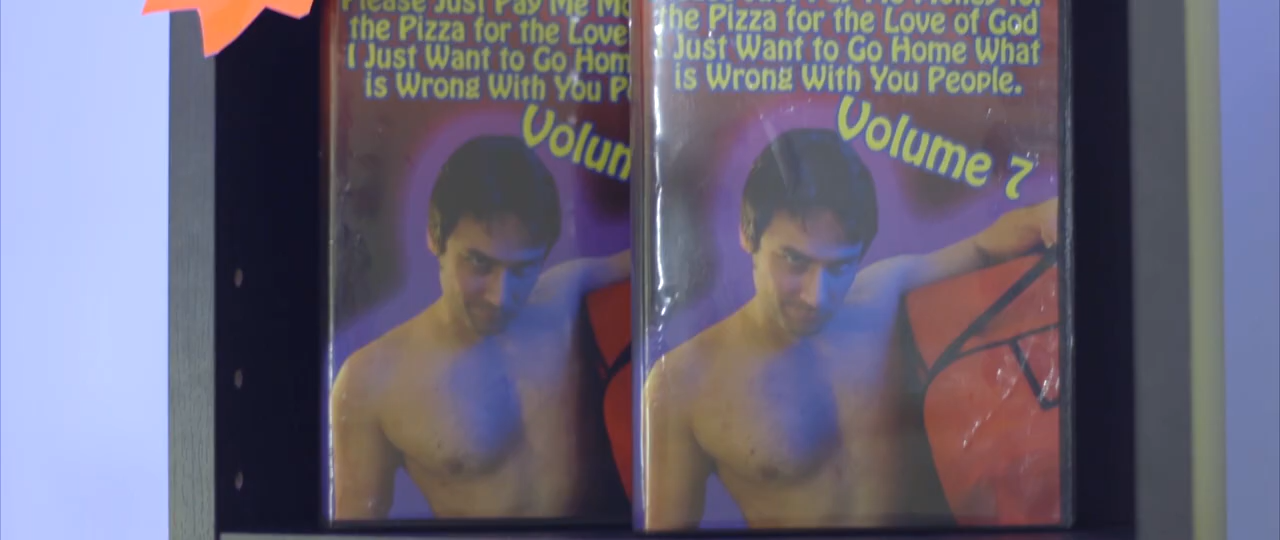 Please Just Pay Me Mo
the Pizza for the Love
I Just Want to Go Hom
is Wrong With You P
Volum
the Pizza for the Love of God
I Just Want to Go Home What
is Wrong With You People.
Volume 7